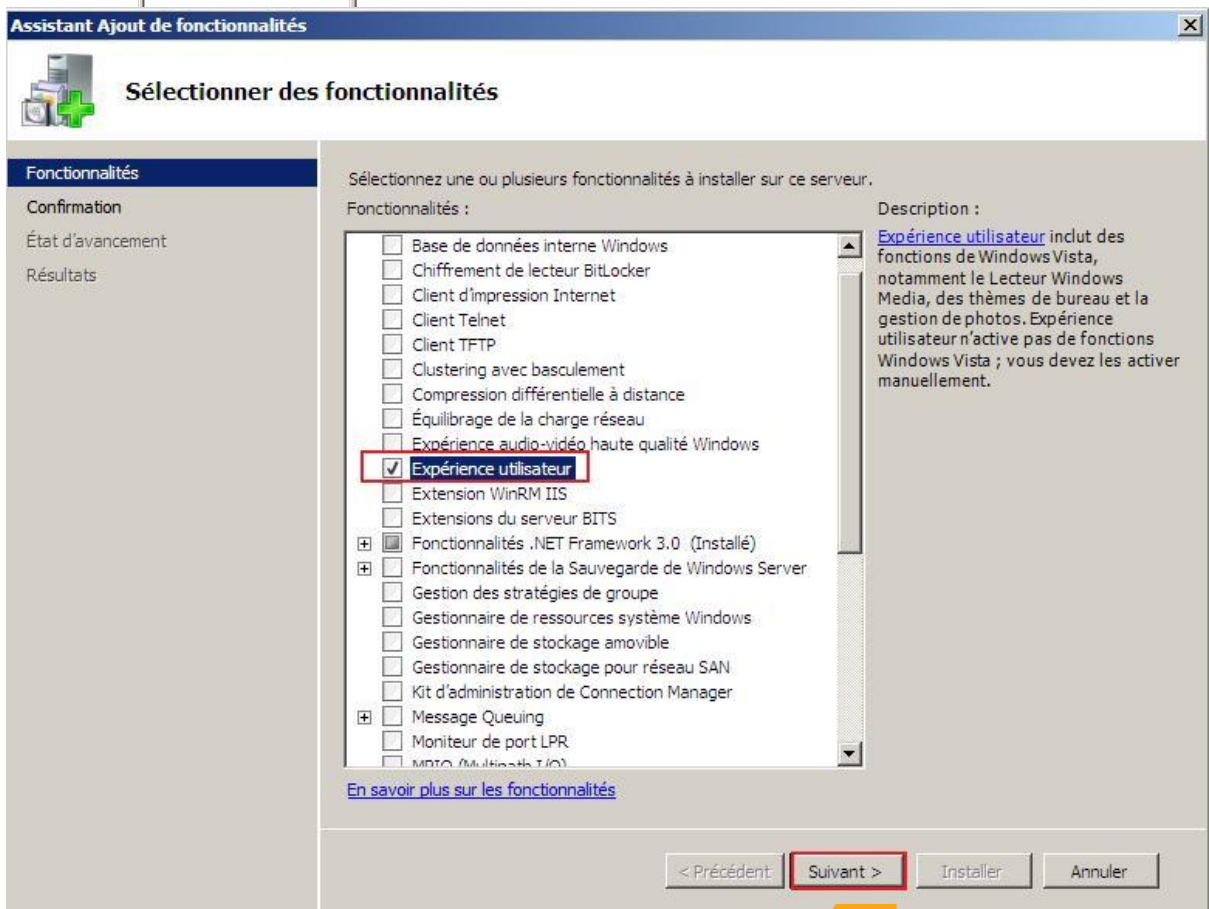 Assistant Ajout de fonctionnalités
Sélectionner des fonctionnalités
Fonctionnalités
Confirmation
État d'avancement
Résultats
Sélectionnez une ou plusieurs fonctionnalités à installer sur ce serveur.
Fonctionnalités :
Base de données interne Windows
Chiffrement de lecteur BitLocker
Client d'impression Internet
Client Telnet
Client TFTP
Clustering avec basculement
Compression différentielle à distance
Équilibrage de la charge réseau
Expérience audio-vidéo haute qualité Windows
Expérience utilisateur
Extension WinRM IIS
Extensions du serveur BITS
Fonctionnalités .NET Framework 3.0 (Installé)
Fonctionnalités de la Sauvegarde de Windows Server
Gestion des stratégies de groupe
Gestionnaire de ressources système Windows
Gestionnaire de stockage amovible
Gestionnaire de stockage pour réseau SAN
Kit d'administration de Connection Manager
Message Queuing
Moniteur de port LPR
MPIO (Multipath I/O)
En savoir plus sur les fonctionnalités
Description :
Expérience utilisateur inclut des
fonctions de Windows Vista,
notamment le Lecteur Windows
Media, des thèmes de bureau et la
gestion de photos. Expérience
utilisateur n'active pas de fonctions
Windows Vista ; vous devez les activer
manuellement.
< Précédent
Suivant >
Installer
Annuler